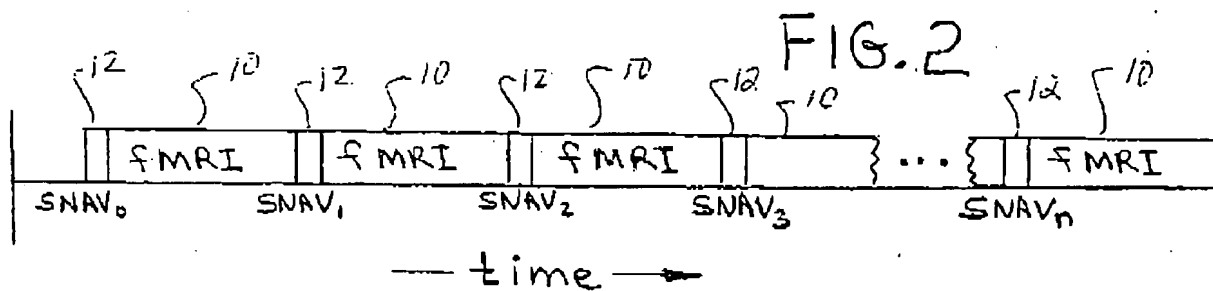 FIG. 2
12 10 12 10 12 10 12 10 12 10
fMRI fMRI fMRI ... fMRI
SNAV₀ SNAV₁ SNAV₂ SNAV₃ SNAVₙ
time